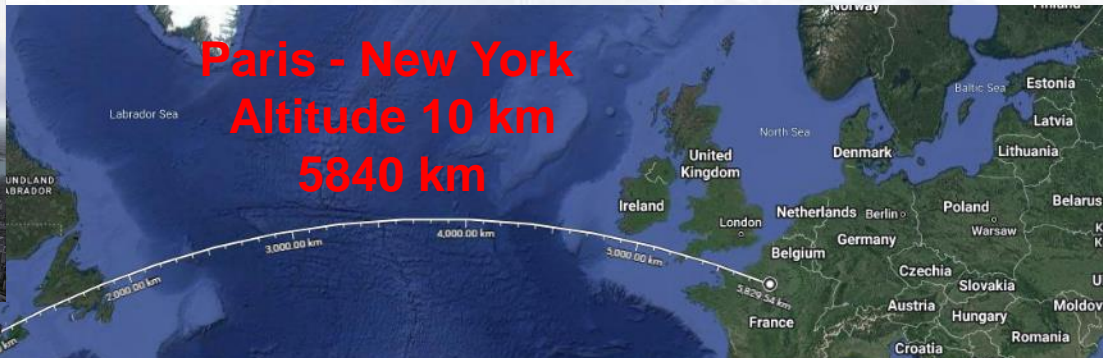 Paris - New York
Altitude 10 km
5840 km
Norway
Finland
Labrador Sea
Baltic Sea
Estonia
Latvia
North Sea
Denmark
Lithuania
United
Kingdom
UNDLAND
ABRADOR
Ireland
London
Netherlands
Berlin
Poland
Warsaw
Belarus
Belgium
Germany
Czechia
Slovakia
Austria
Hungary
Moldov
France
Romania
Croatia
2,000.00 km
3,000.00 km
4,000.00 km
5,000.00 km
5,829.54 km
km